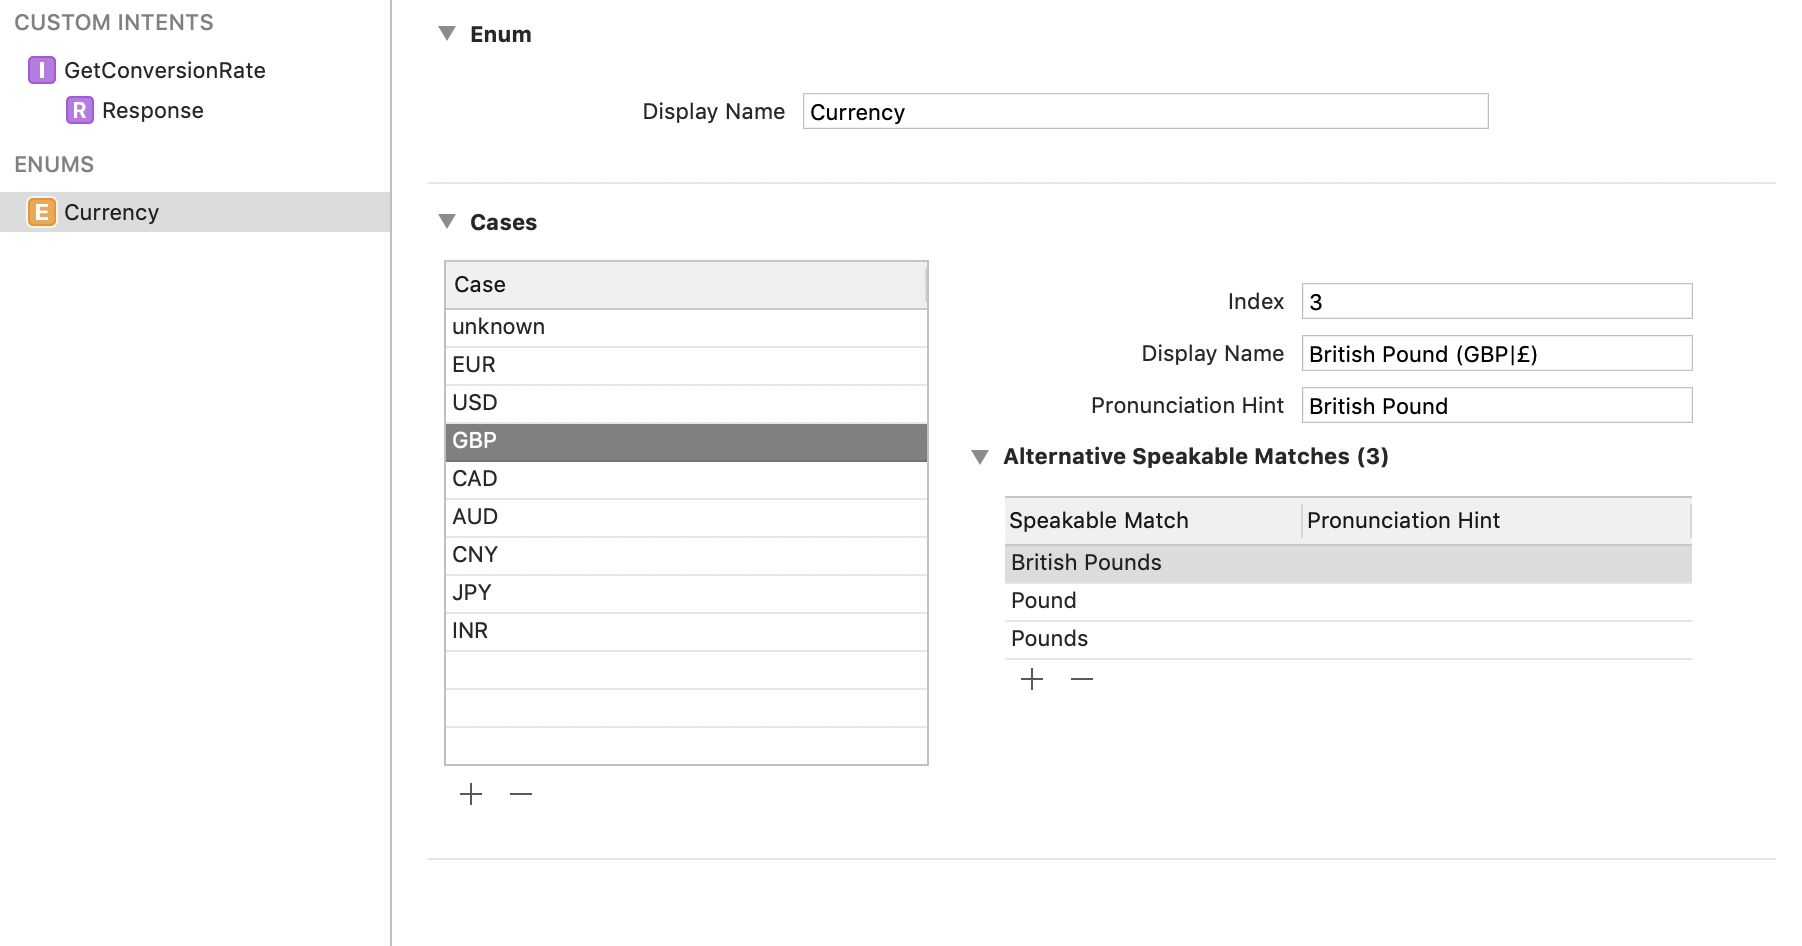 CUSTOM INTENTS
I GetConversionRate
R Response
ENUMS
E Currency
Enum
Display Name Currency
Cases
Case
unknown
EUR
USD
GBP
CAD
AUD
CNY
JPY
INR
Index 3
Display Name British Pound (GBP|£)
Pronunciation Hint British Pound
Alternative Speakable Matches (3)
Speakable Match Pronunciation Hint
British Pounds
Pound
Pounds